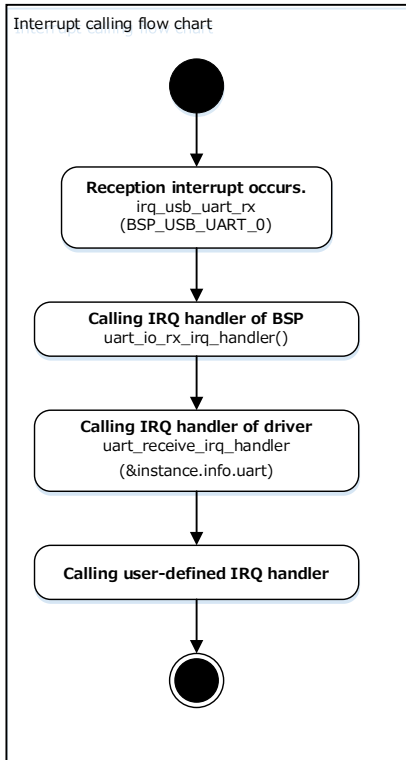 Interrupt calling flow chart
Reception interrupt occurs.
irq_usb_uart_rx
(BSP_USB_UART_0)
Calling IRQ handler of BSP
uart_io_rx_irq_handler()
Calling IRQ handler of driver
uart_receive_irq_handler
(&instance.info.uart)
Calling user-defined IRQ handler